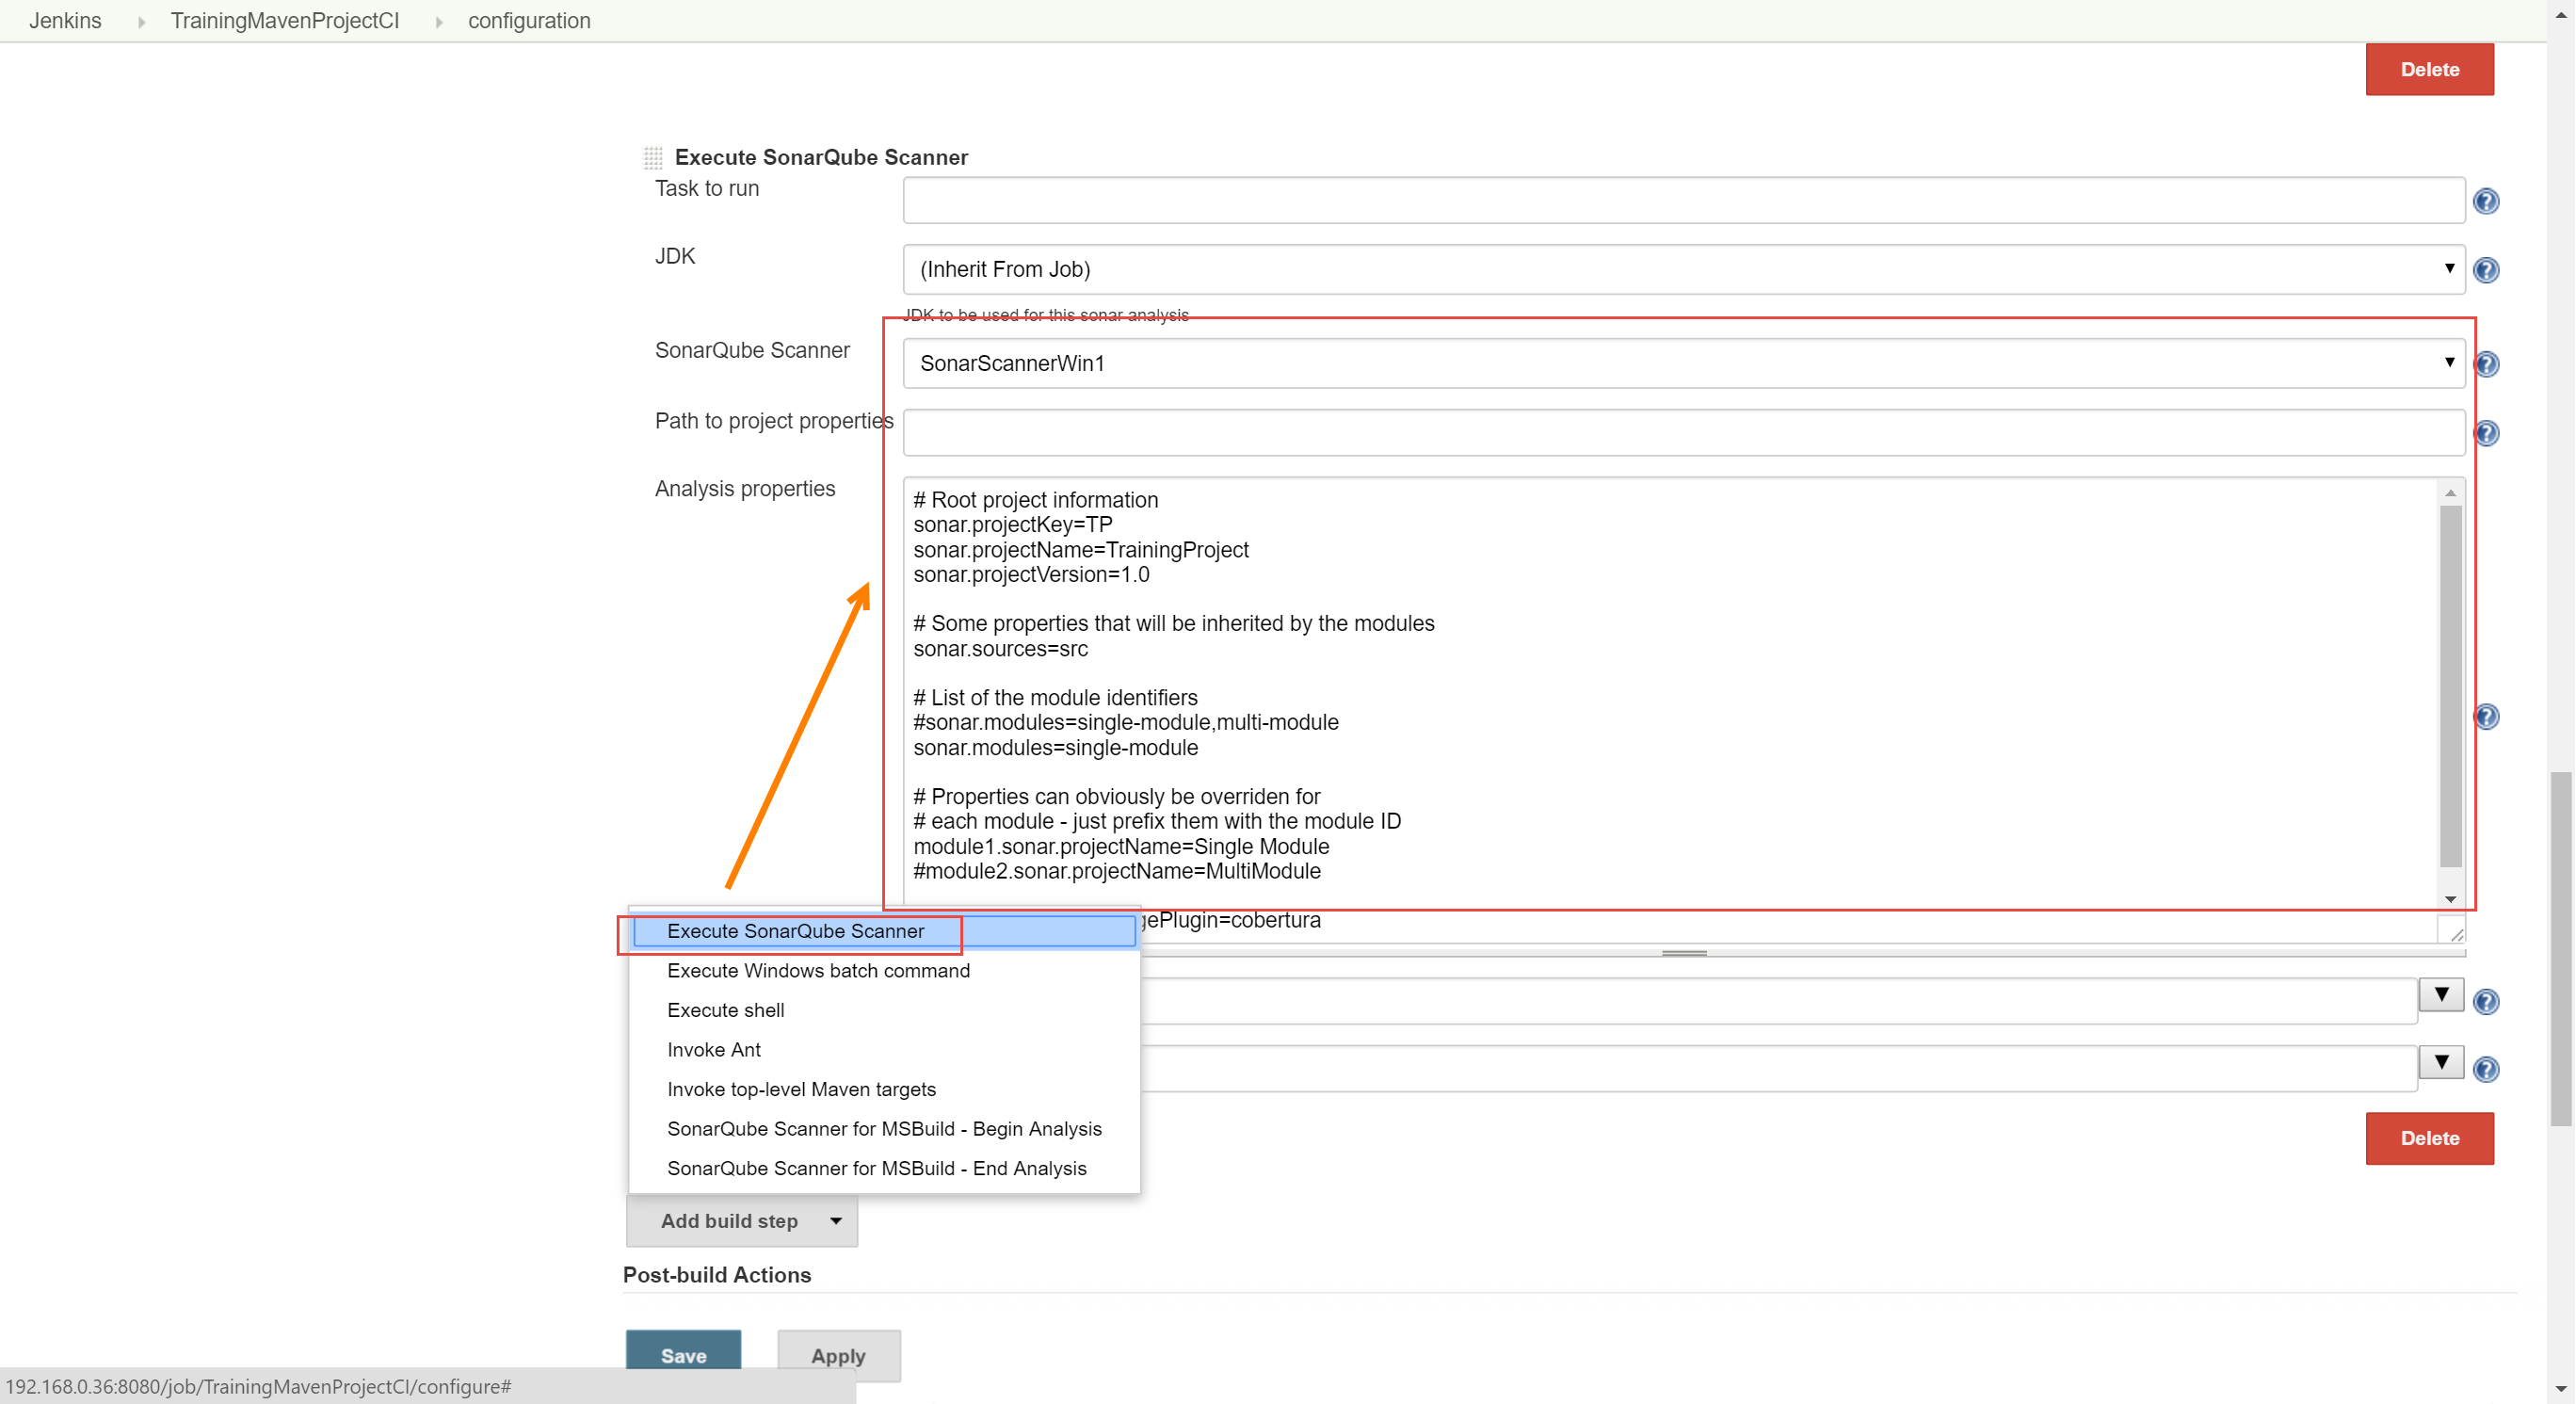 Jenkins
TrainingMavenProjectCI
configuration
Delete
Execute SonarQube Scanner
Task to run
JDK
(Inherit From Job)
JDK to be used for this sonar analysis
SonarQube Scanner
SonarScannerWin1
Path to project properties
Analysis properties
# Root project information
sonar.projectKey=TP
sonar.projectName=TrainingProject
sonar.projectVersion=1.0
# Some properties that will be inherited by the modules
sonar.sources=src
# List of the module identifiers
#sonar.modules=single-module,multi-module
sonar.modules=single-module
# Properties can obviously be overriden for
# each module - just prefix them with the module ID
module1.sonar.projectName=Single Module
#module2.sonar.projectName=MultiModule
gePlugin=cobertura
Execute SonarQube Scanner
Execute Windows batch command
Execute shell
Invoke Ant
Invoke top-level Maven targets
SonarQube Scanner for MSBuild - Begin Analysis
SonarQube Scanner for MSBuild - End Analysis
Delete
Add build step
Post-build Actions
Save
Apply
192.168.0.36:8080/job/TrainingMavenProjectCI/configure#